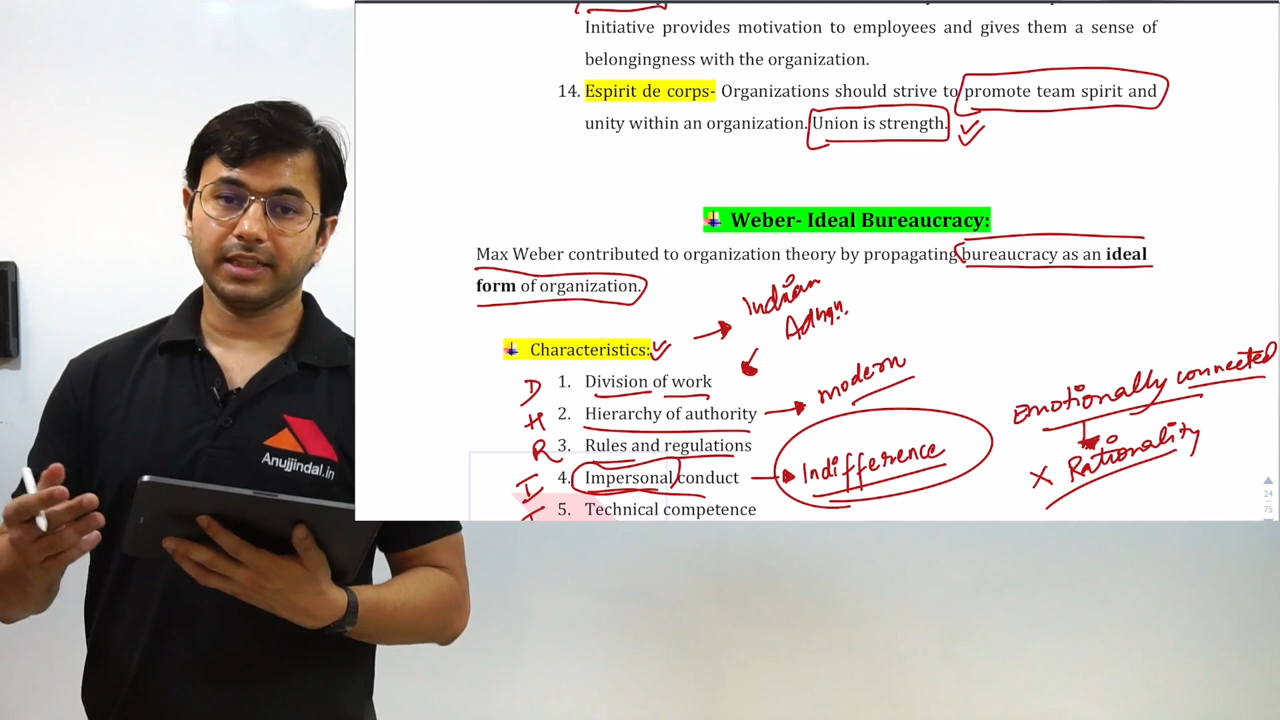 Initiative provides motivation to employees and gives them a sense of
belongingness with the organization.
14. Espirit de corps- Organizations should strive to promote team spirit and
unity within an organization. Union is strength.
Weber- Ideal Bureaucracy:
Max Weber contributed to organization theory by propagating bureaucracy as an ideal
form of organization.
Indian
Admn.
Characteristics:
D 1. Division of work
H 2. Hierarchy of authority modern
R 3. Rules and regulations
I 4. Impersonal conduct Indifference
5. Technical competence
Emotionally connected
X Rationality
Anujjindal.in
24
75